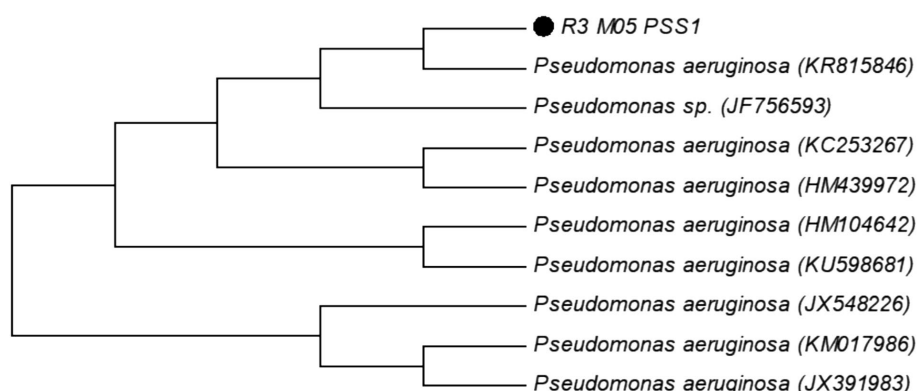 R3 M05 PSS1
Pseudomonas aeruginosa (KR815846)
Pseudomonas sp. (JF756593)
Pseudomonas aeruginosa (KC253267)
Pseudomonas aeruginosa (HM439972)
Pseudomonas aeruginosa (HM104642)
Pseudomonas aeruginosa (KU598681)
Pseudomonas aeruginosa (JX548226)
Pseudomonas aeruginosa (KM017986)
Pseudomonas aeruginosa (JX391983)